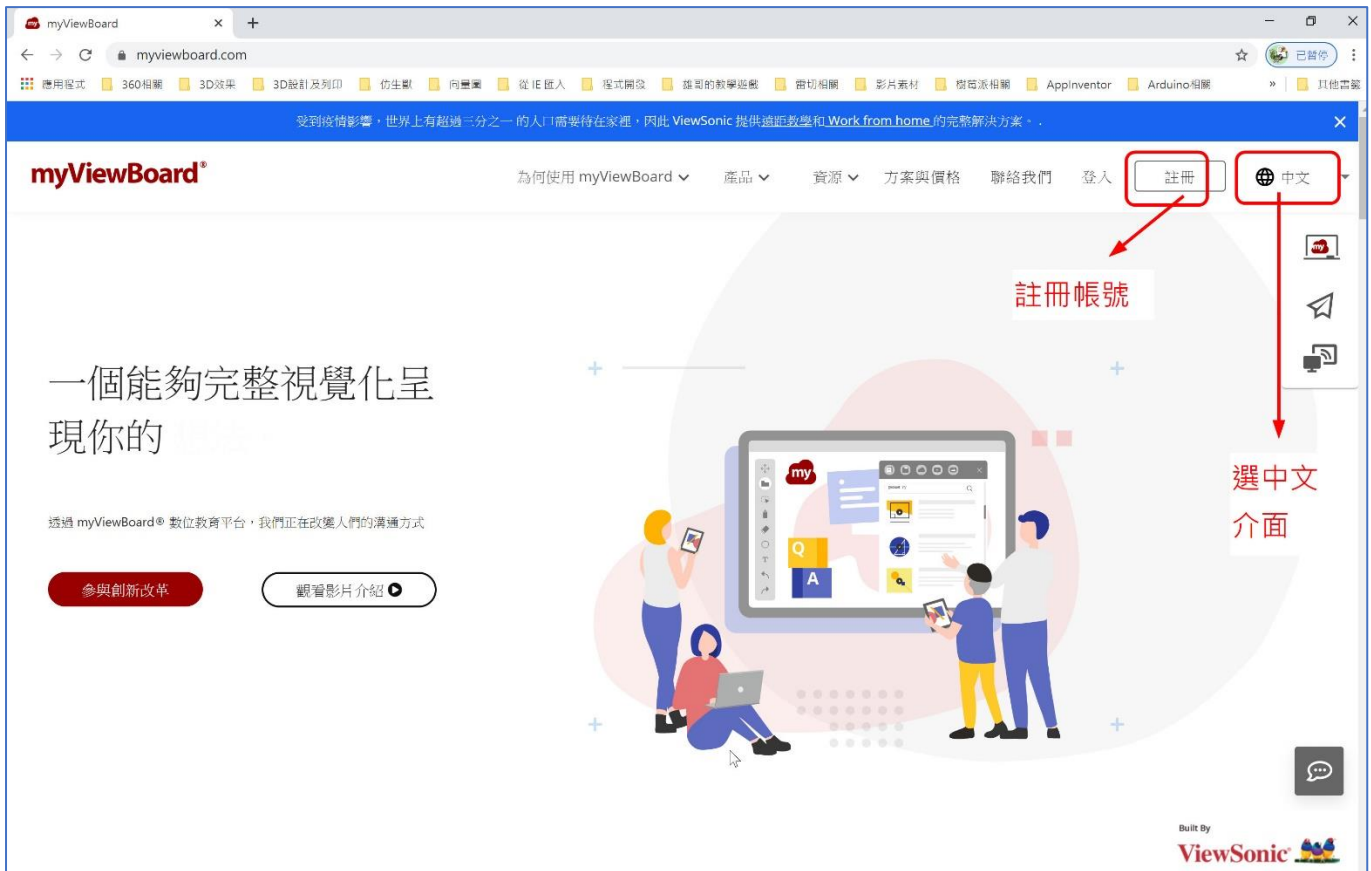 myViewBoard
myviewboard.com
已暫停
應用程式 360相關 3D效果 3D設計及列印 仿生獸 向量圖 從 IE 匯入 程式開發 雄哥的教學遊戲 雷切相關 影片素材 樹莓派相關 AppInventor Arduino相關 » 其他書籤
受到疫情影響，世界上有超過三分之一 的人口需要待在家裡，因此 ViewSonic 提供遠距教學和 Work from home 的完整解決方案。.
myViewBoard®
為何使用 myViewBoard 產品 資源 方案與價格 聯絡我們 登入 註冊 中文
my
註冊帳號
一個能夠完整視覺化呈
現你的
my
選中文
介面
透過 myViewBoard® 數位教育平台，我們正在改變人們的溝通方式
Q
T
A
參與創新改革 觀看影片介紹
Built By
ViewSonic®